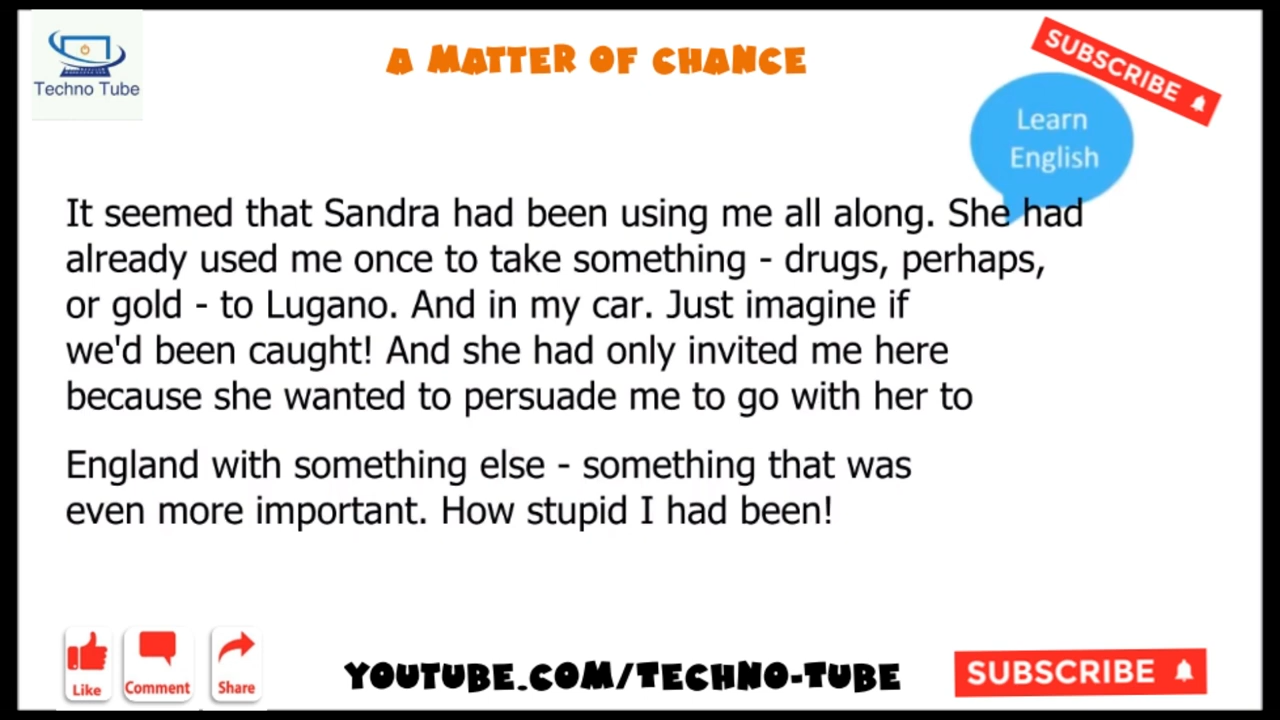 A MATTER OF CHANCE
SUBSCRIBE
Techno Tube
Learn
English
It seemed that Sandra had been using me all along. She had
already used me once to take something - drugs, perhaps,
or gold - to Lugano. And in my car. Just imagine if
we'd been caught! And she had only invited me here
because she wanted to persuade me to go with her to
England with something else - something that was
even more important. How stupid I had been!
Like
Comment
Share
YOUTUBE.COM/TECHNO-TUBE
SUBSCRIBE